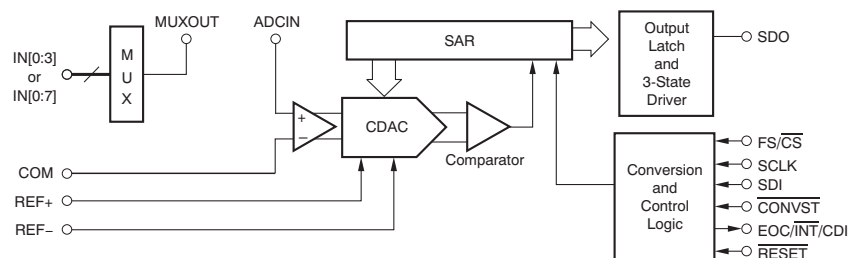 MUXOUT
ADCIN
IN[0:3]
or
IN[0:7]
M
U
X
SAR
Output
Latch
and
3-State
Driver
SDO
+
−
CDAC
Comparator
COM
REF+
REF−
Conversion
and
Control
Logic
FS/CS
SCLK
SDI
CONVST
EOC/INT/CDI
RESET